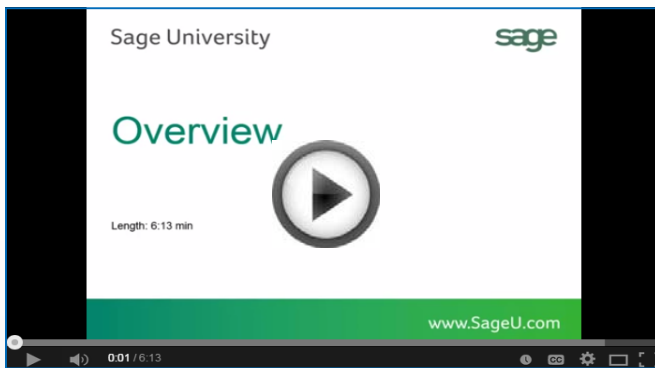 Sage University
sage
Overview
Length: 6:13 min
www.SageU.com
0:01 / 6:13
CC